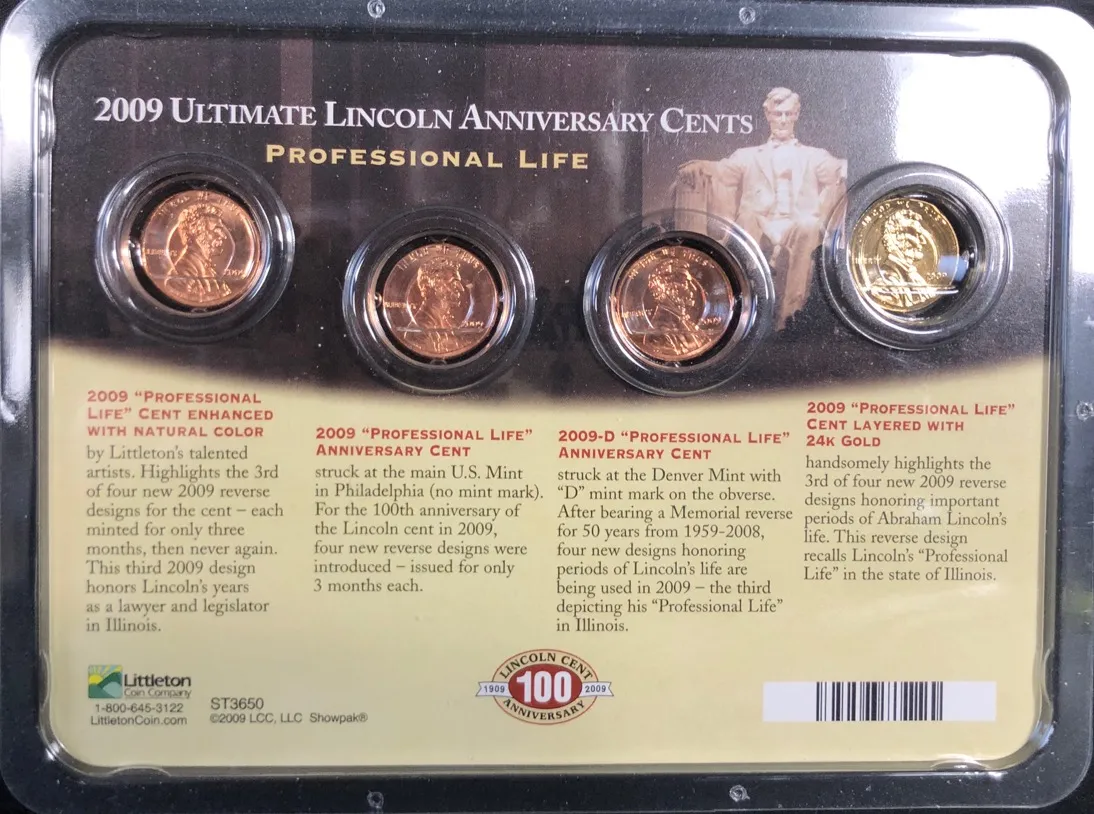 2009 ULTIMATE LINCOLN ANNIVERSARY CENTS
PROFESSIONAL LIFE
2009 "PROFESSIONAL
LIFE" CENT ENHANCED
WITH NATURAL COLOR
by Littleton's talented
artists. Highlights the 3rd
of four new 2009 reverse
designs for the cent – each
minted for only three
months, then never again.
This third 2009 design
honors Lincoln's years
as a lawyer and legislator
in Illinois.
2009 "PROFESSIONAL LIFE"
ANNIVERSARY CENT
struck at the main U.S. Mint
in Philadelphia (no mint mark).
For the 100th anniversary of
the Lincoln cent in 2009,
four new reverse designs were
introduced – issued for only
3 months each.
2009-D "PROFESSIONAL LIFE"
ANNIVERSARY CENT
struck at the Denver Mint with
"D" mint mark on the obverse.
After bearing a Memorial reverse
for 50 years from 1959-2008,
four new designs honoring
periods of Lincoln's life are
being used in 2009 – the third
depicting his "Professional Life"
in Illinois.
2009 "PROFESSIONAL LIFE"
CENT LAYERED WITH
24K GOLD
handsomely highlights the
3rd of four new 2009 reverse
designs honoring important
periods of Abraham Lincoln's
life. This reverse design
recalls Lincoln's "Professional
Life" in the state of Illinois.
Littleton
Coin Company
1-800-645-3122
LittletonCoin.com
ST3650
©2009 LCC, LLC Showpak®
LINCOLN CENT
1909 100 2009
ANNIVERSARY